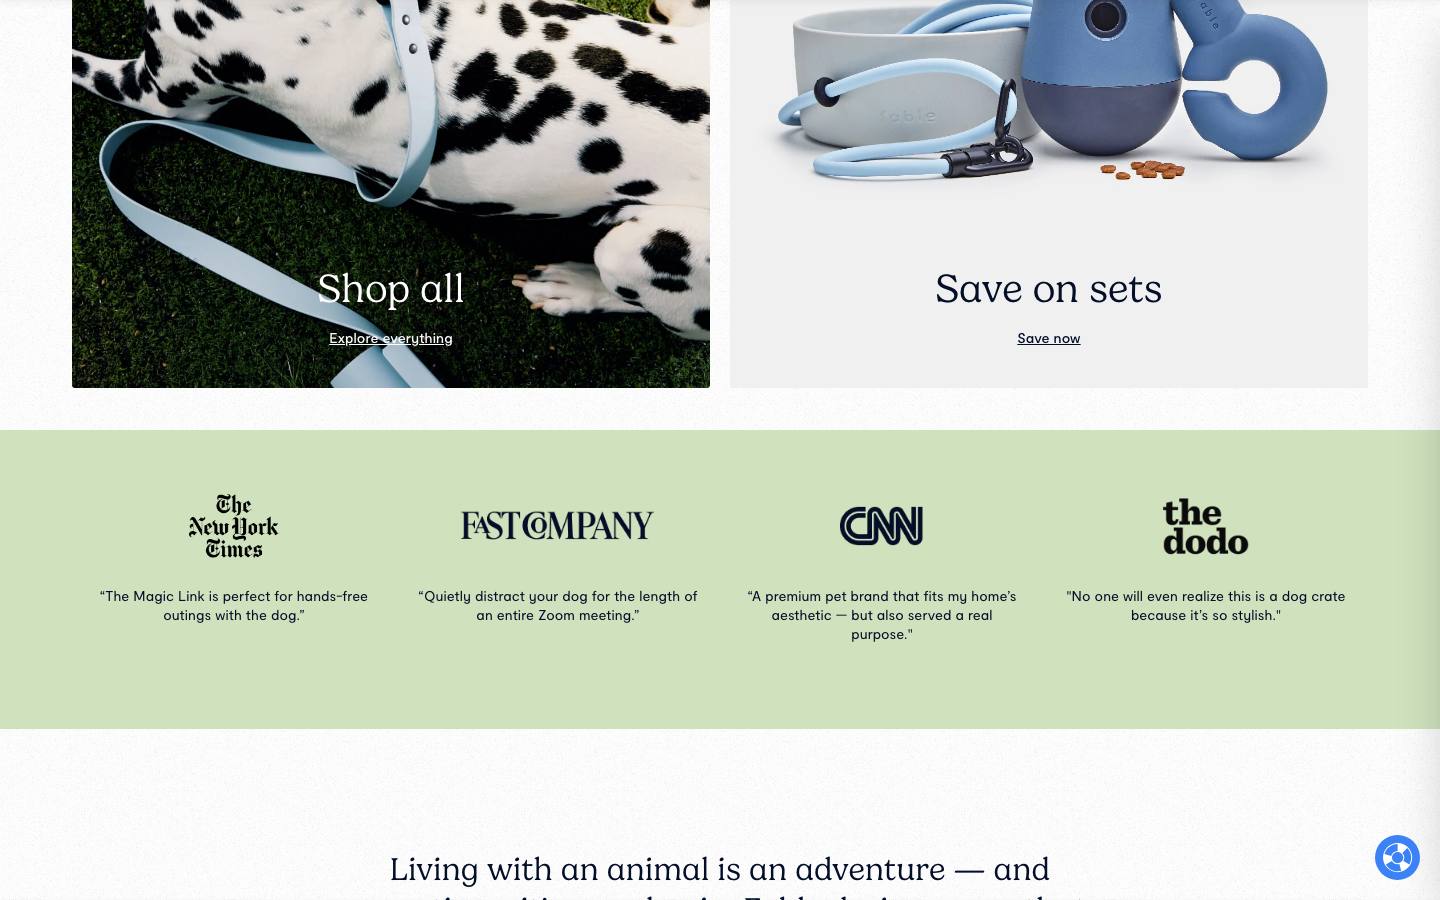 fable
able
Shop all
Explore everything
Save on sets
Save now
The
New York
Times
FAST COMPANY
CNN
the
dodo
“The Magic Link is perfect for hands-free
outings with the dog.”
“Quietly distract your dog for the length of
an entire Zoom meeting.”
“A premium pet brand that fits my home’s
aesthetic — but also served a real
purpose."
"No one will even realize this is a dog crate
because it’s so stylish."
Living with an animal is an adventure — and